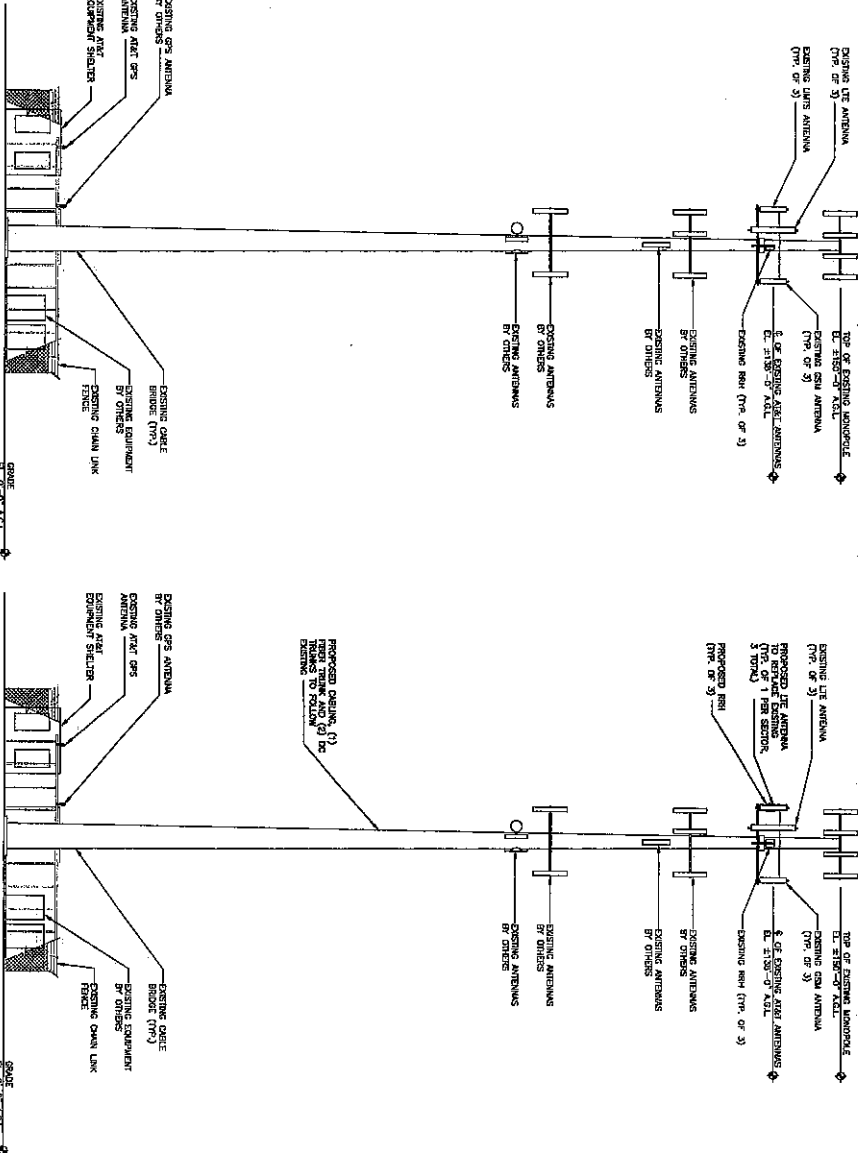 EXISTING LTE ANTENNA
(TYP. OF 3)
EXISTING UMTS ANTENNA
(TYP. OF 3)
TOP OF EXISTING MONOPOLE
EL. ±150'-0" A.G.L.
EXISTING GSM ANTENNA
(TYP. OF 3)
℄ OF EXISTING AT&T ANTENNAS
A.G.L.
EXISTING RRH (TYP. OF 3)
EXISTING ANTENNAS
BY OTHERS
EXISTING ANTENNAS
BY OTHERS
EXISTING ANTENNAS
BY OTHERS
EXISTING ANTENNAS
BY OTHERS
EXISTING GPS ANTENNA
BY OTHERS
EXISTING AT&T GPS
ANTENNA
EXISTING AT&T
EQUIPMENT SHELTER
EXISTING CABLE
BRIDGE (TYP.)
EXISTING EQUIPMENT
BY OTHERS
EXISTING CHAIN LINK
FENCE
GRADE
EXISTING LTE ANTENNA
(TYP. OF 3)
PROPOSED LTE ANTENNA
TO REPLACE EXISTING
(TYP. OF 1 PER SECTOR,
3 TOTAL)
PROPOSED RRH
(TYP. OF 3)
TOP OF EXISTING MONOPOLE
EL. ±150'-0" A.G.L.
EXISTING GSM ANTENNA
(TYP. OF 3)
℄ OF EXISTING AT&T ANTENNAS
A.G.L.
EXISTING RRH (TYP. OF 3)
EXISTING ANTENNAS
BY OTHERS
EXISTING ANTENNAS
BY OTHERS
EXISTING ANTENNAS
BY OTHERS
EXISTING ANTENNAS
BY OTHERS
PROPOSED CABLING, (1)
FIBER TRUNK AND (2) DC
TRUNKS TO FOLLOW
EXISTING
EXISTING GPS ANTENNA
BY OTHERS
EXISTING AT&T GPS
ANTENNA
EXISTING AT&T
EQUIPMENT SHELTER
EXISTING CABLE
BRIDGE (TYP.)
EXISTING EQUIPMENT
BY OTHERS
EXISTING CHAIN LINK
FENCE
GRADE